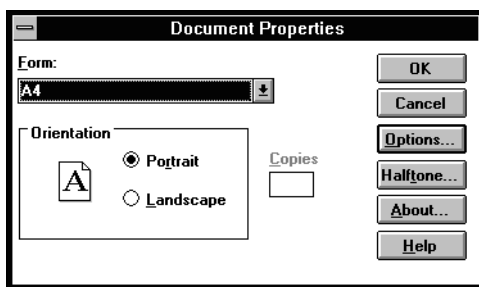 Document Properties
Form:
A4
Orientation
A
Portrait
Landscape
Copies
OK
Cancel
Options...
Halftone...
About...
Help